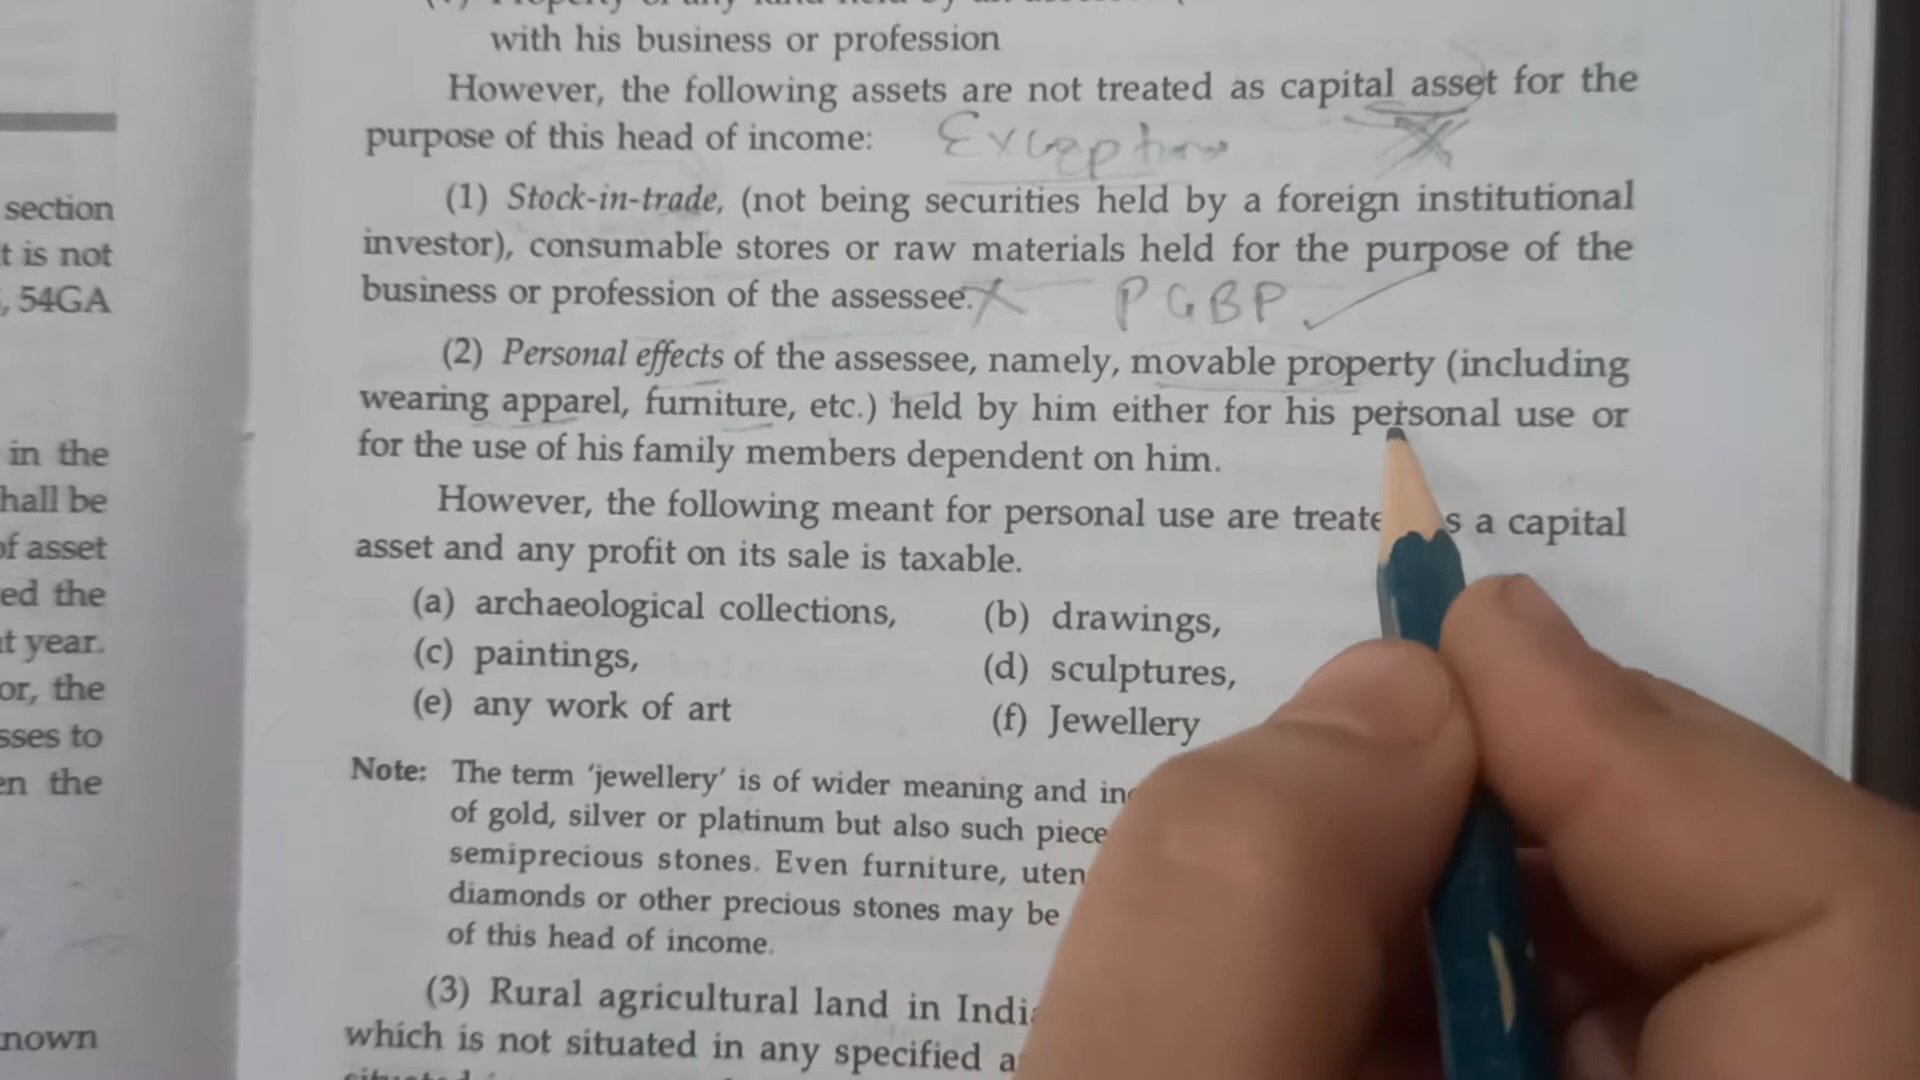 with his business or profession
However, the following assets are not treated as capital asset for the
purpose of this head of income: Exception
(1) Stock-in-trade, (not being securities held by a foreign institutional
section
investor), consumable stores or raw materials held for the purpose of the
t is not
business or profession of the assessee. X PGBP
, 54GA
(2) Personal effects of the assessee, namely, movable property (including
wearing apparel, furniture, etc.) held by him either for his personal use or
for the use of his family members dependent on him.
in the
However, the following meant for personal use are treate s a capital
hall be
asset and any profit on its sale is taxable.
of asset
(a) archaeological collections, (b) drawings,
ed the
(c) paintings, (d) sculptures,
t year.
(e) any work of art (f) Jewellery
or, the
sses to
Note: The term 'jewellery' is of wider meaning and
en the
of gold, silver or platinum but also such piece
semiprecious stones. Even furniture, uten
diamonds or other precious stones may be
of this head of income.
(3) Rural agricultural land in Indi
nown
which is not situated in any specified a